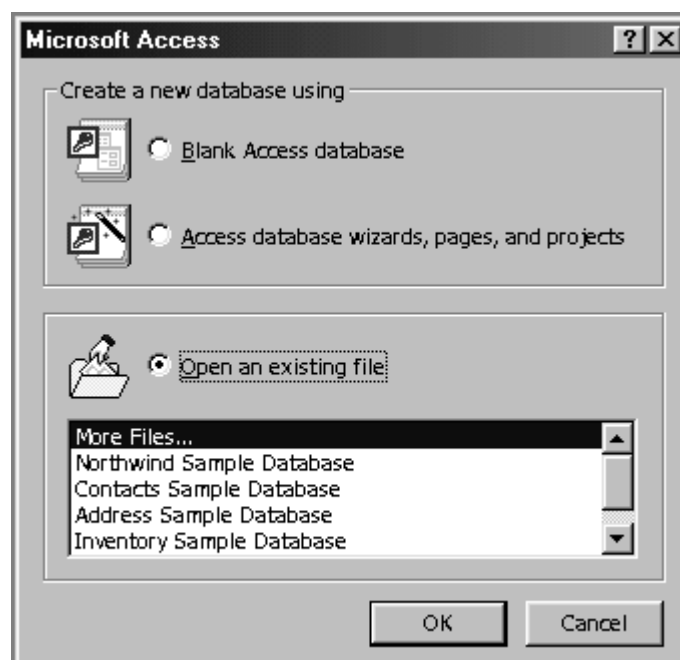 Microsoft Access
Create a new database using
Blank Access database
Access database wizards, pages, and projects
Open an existing file
More Files...
Northwind Sample Database
Contacts Sample Database
Address Sample Database
Inventory Sample Database
OK Cancel